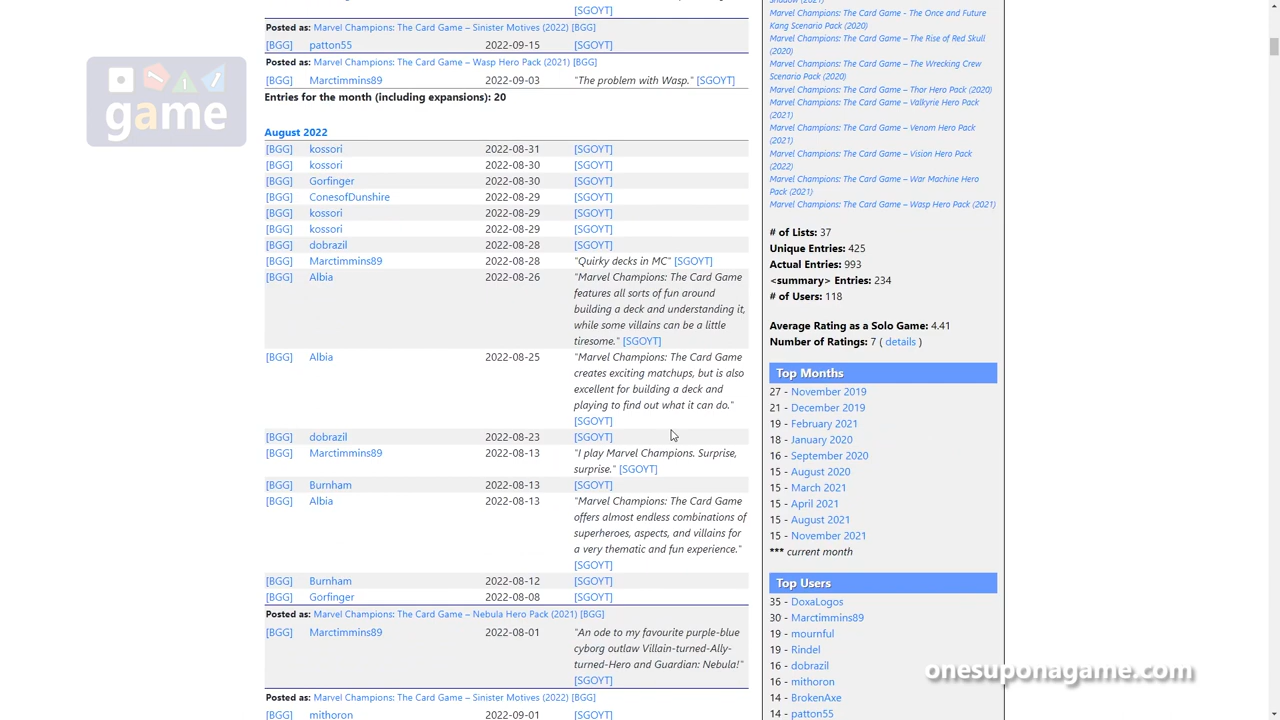 [SGOYT]
Posted as: Marvel Champions: The Card Game – Sinister Motives (2022) [BGG]
[BGG] patton55 2022-09-15 [SGOYT]
Posted as: Marvel Champions: The Card Game – Wasp Hero Pack (2021) [BGG]
[BGG] Marctimmins89 2022-09-03 "The problem with Wasp." [SGOYT]
Entries for the month (including expansions): 20
August 2022
[BGG] kossori 2022-08-31 [SGOYT]
[BGG] kossori 2022-08-30 [SGOYT]
[BGG] Gorfinger 2022-08-30 [SGOYT]
[BGG] ConesofDunshire 2022-08-29 [SGOYT]
[BGG] kossori 2022-08-29 [SGOYT]
[BGG] kossori 2022-08-29 [SGOYT]
[BGG] dobrazil 2022-08-28 [SGOYT]
[BGG] Marctimmins89 2022-08-28 "Quirky decks in MC" [SGOYT]
[BGG] Albia 2022-08-26 "Marvel Champions: The Card Game
features all sorts of fun around
building a deck and understanding it,
while some villains can be a little
tiresome." [SGOYT]
[BGG] Albia 2022-08-25 "Marvel Champions: The Card Game
creates exciting matchups, but is also
excellent for building a deck and
playing to find out what it can do."
[SGOYT]
[BGG] dobrazil 2022-08-23 [SGOYT]
[BGG] Marctimmins89 2022-08-13 "I play Marvel Champions. Surprise,
surprise." [SGOYT]
[BGG] Burnham 2022-08-13 [SGOYT]
[BGG] Albia 2022-08-13 "Marvel Champions: The Card Game
offers almost endless combinations of
superheroes, aspects, and villains for
a very thematic and fun experience."
[SGOYT]
[BGG] Burnham 2022-08-12 [SGOYT]
[BGG] Gorfinger 2022-08-08 [SGOYT]
Posted as: Marvel Champions: The Card Game – Nebula Hero Pack (2021) [BGG]
[BGG] Marctimmins89 2022-08-01 "An ode to my favourite purple-blue
cyborg outlaw Villain-turned-Ally-
turned-Hero and Guardian: Nebula!"
[SGOYT]
Posted as: Marvel Champions: The Card Game – Sinister Motives (2022) [BGG]
mithoron 2022-09-01 [SGOYT]
Shadow (2021)
Marvel Champions: The Card Game - The Once and Future
Kang Scenario Pack (2020)
Marvel Champions: The Card Game – The Rise of Red Skull
(2020)
Marvel Champions: The Card Game – The Wrecking Crew
Scenario Pack (2020)
Marvel Champions: The Card Game – Thor Hero Pack (2020)
Marvel Champions: The Card Game – Valkyrie Hero Pack
(2021)
Marvel Champions: The Card Game – Venom Hero Pack
(2021)
Marvel Champions: The Card Game – Vision Hero Pack
(2022)
Marvel Champions: The Card Game – War Machine Hero
Pack (2021)
Marvel Champions: The Card Game – Wasp Hero Pack (2021)
# of Lists: 37
Unique Entries: 425
Actual Entries: 993
<summary> Entries: 234
# of Users: 118
Average Rating as a Solo Game: 4.41
Number of Ratings: 7 ( details )
Top Months
27 - November 2019
21 - December 2019
19 - February 2021
18 - January 2020
16 - September 2020
15 - August 2020
15 - March 2021
15 - April 2021
15 - August 2021
15 - November 2021
*** current month
Top Users
35 - DoxaLogos
30 - Marctimmins89
19 - mournful
19 - Rindel
16 - dobrazil
16 - mithoron
14 - BrokenAxe
14 - patton55
game
onesuponagame.com